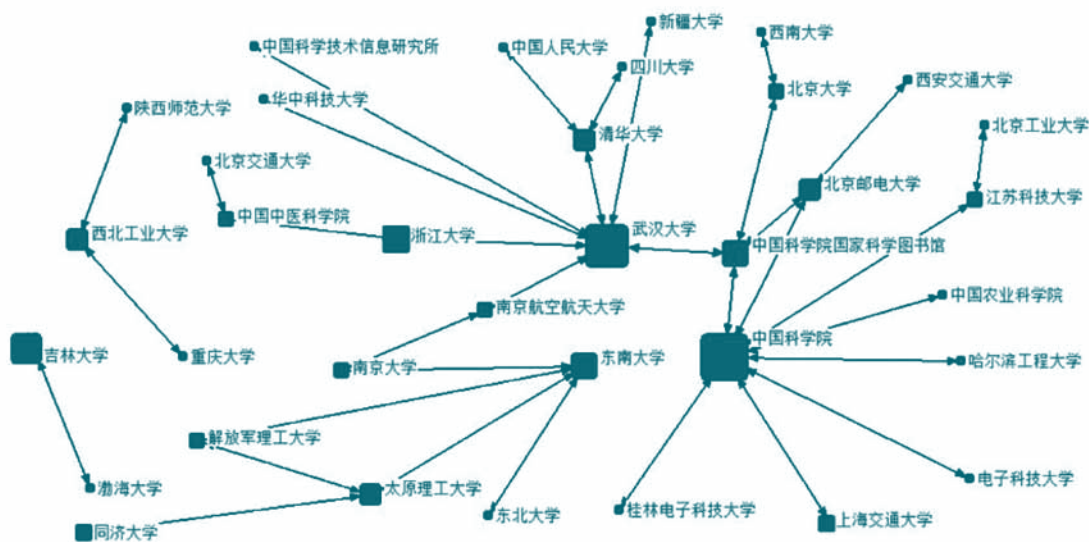 新疆大学
西南大学
中国科学技术信息研究所
中国人民大学
四川大学
西安交通大学
北京大学
华中科技大学
陕西师范大学
北京工业大学
清华大学
北京交通大学
北京邮电大学
江苏科技大学
中国中医科学院
西北工业大学
浙江大学
武汉大学
中国科学院国家科学图书馆
中国农业科学院
南京航空航天大学
中国科学院
吉林大学
重庆大学
南京大学
东南大学
哈尔滨工程大学
解放军理工大学
电子科技大学
渤海大学
太原理工大学
桂林电子科技大学
东北大学
上海交通大学
同济大学